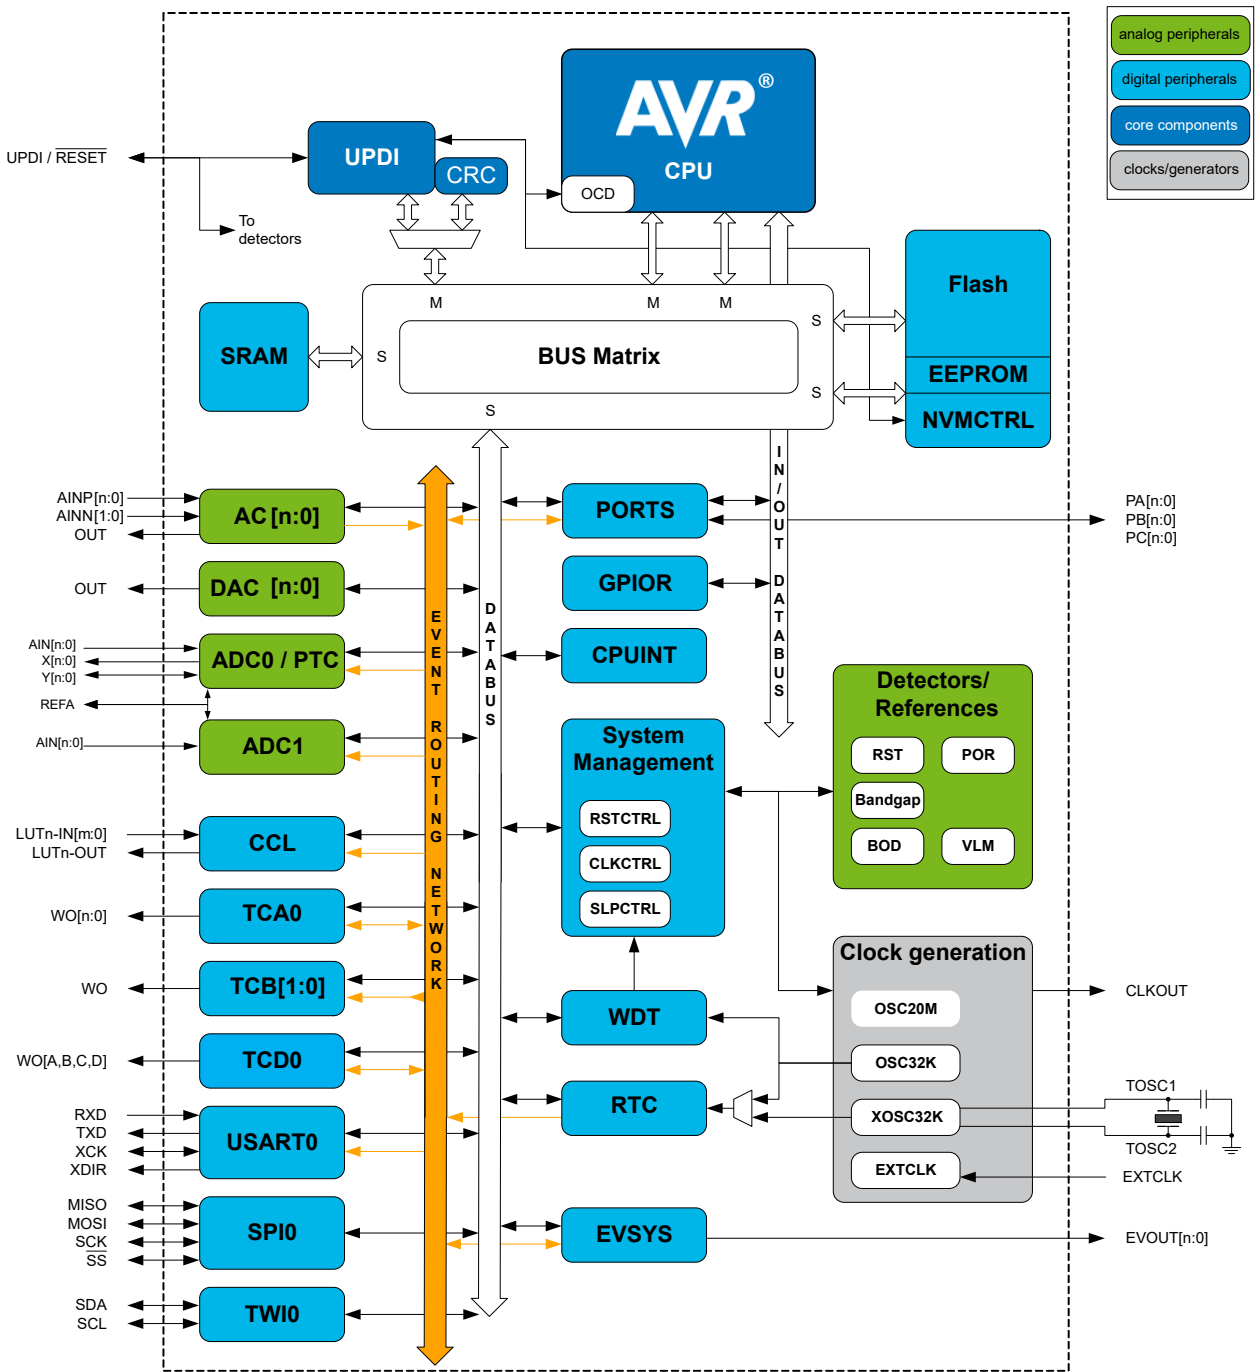 analog peripherals
digital peripherals
core components
clocks/generators
AVR®
CPU
OCD
UPDI
CRC
UPDI / RESET
To
detectors
M
M
M
Flash
EEPROM
NVMCTRL
SRAM
S
BUS Matrix
S
S
S
IN/OUT DATABUS
DATABUS
EVENT ROUTING NETWORK
AINP[n:0]
AINN[1:0]
OUT
AC [n:0]
PORTS
PA[n:0]
PB[n:0]
PC[n:0]
OUT
DAC [n:0]
GPIOR
AIN[n:0]
X[n:0]
Y[n:0]
ADC0 / PTC
CPUINT
REFA
AIN[n:0]
ADC1
System
Management
RSTCTRL
CLKCTRL
SLPCTRL
Detectors/
References
RST
POR
Bandgap
BOD
VLM
LUTn-IN[m:0]
LUTn-OUT
CCL
WO[n:0]
TCA0
Clock generation
OSC20M
OSC32K
XOSC32K
EXTCLK
CLKOUT
WO
TCB[1:0]
WDT
WO[A,B,C,D]
TCD0
RTC
TOSC1
TOSC2
EXTCLK
RXD
TXD
XCK
XDIR
USART0
MISO
MOSI
SCK
SS
SPI0
EVSYS
EVOUT[n:0]
SDA
SCL
TWI0